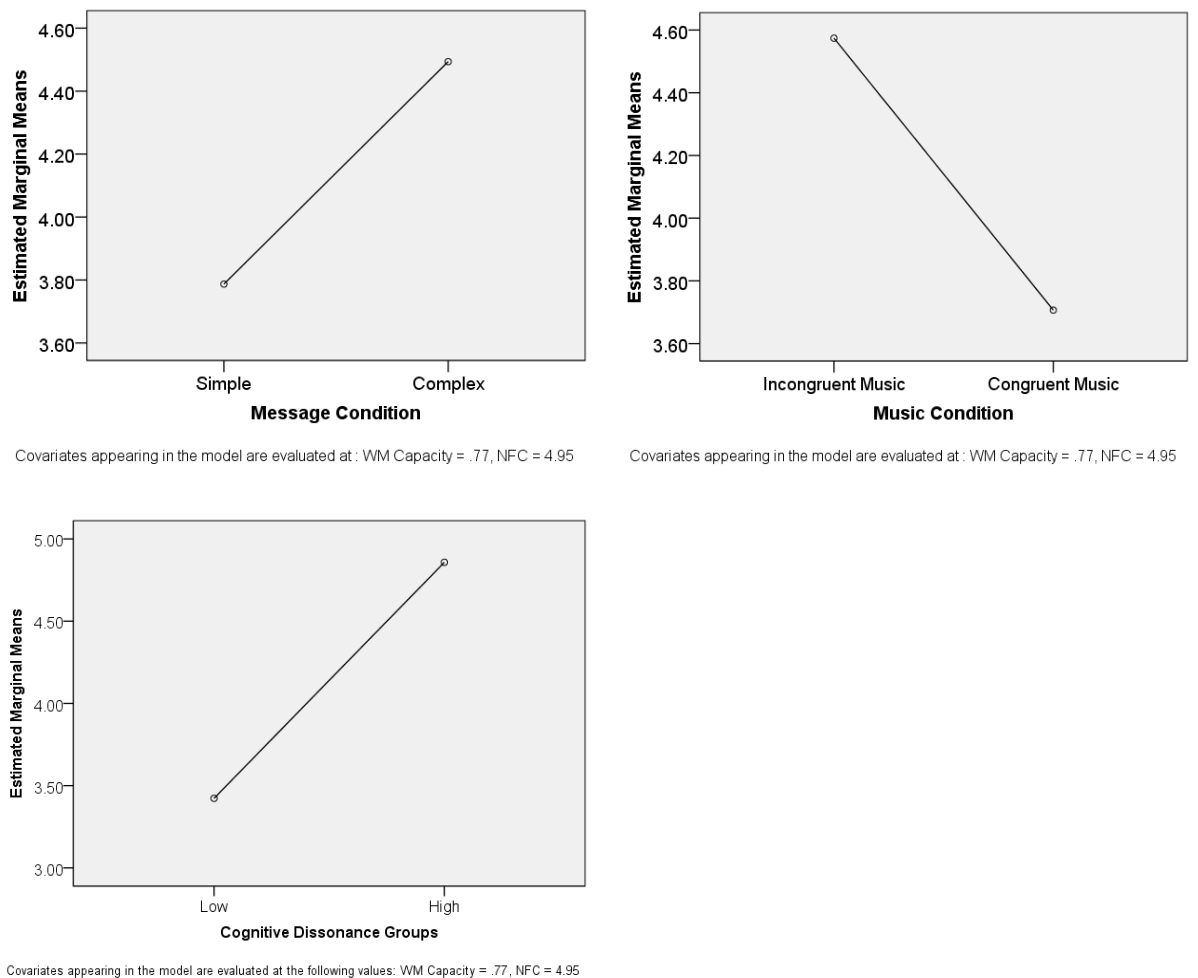 Estimated Marginal Means
4.60
4.40
4.20
4.00
3.80
3.60
Simple
Complex
Message Condition
Covariates appearing in the model are evaluated at : WM Capacity = .77, NFC = 4.95
Estimated Marginal Means
4.60
4.40
4.20
4.00
3.80
3.60
Incongruent Music
Congruent Music
Music Condition
Covariates appearing in the model are evaluated at : WM Capacity = .77, NFC = 4.95
Estimated Marginal Means
5.00
4.50
4.00
3.50
3.00
Low
High
Cognitive Dissonance Groups
Covariates appearing in the model are evaluated at the following values: WM Capacity = .77, NFC = 4.95